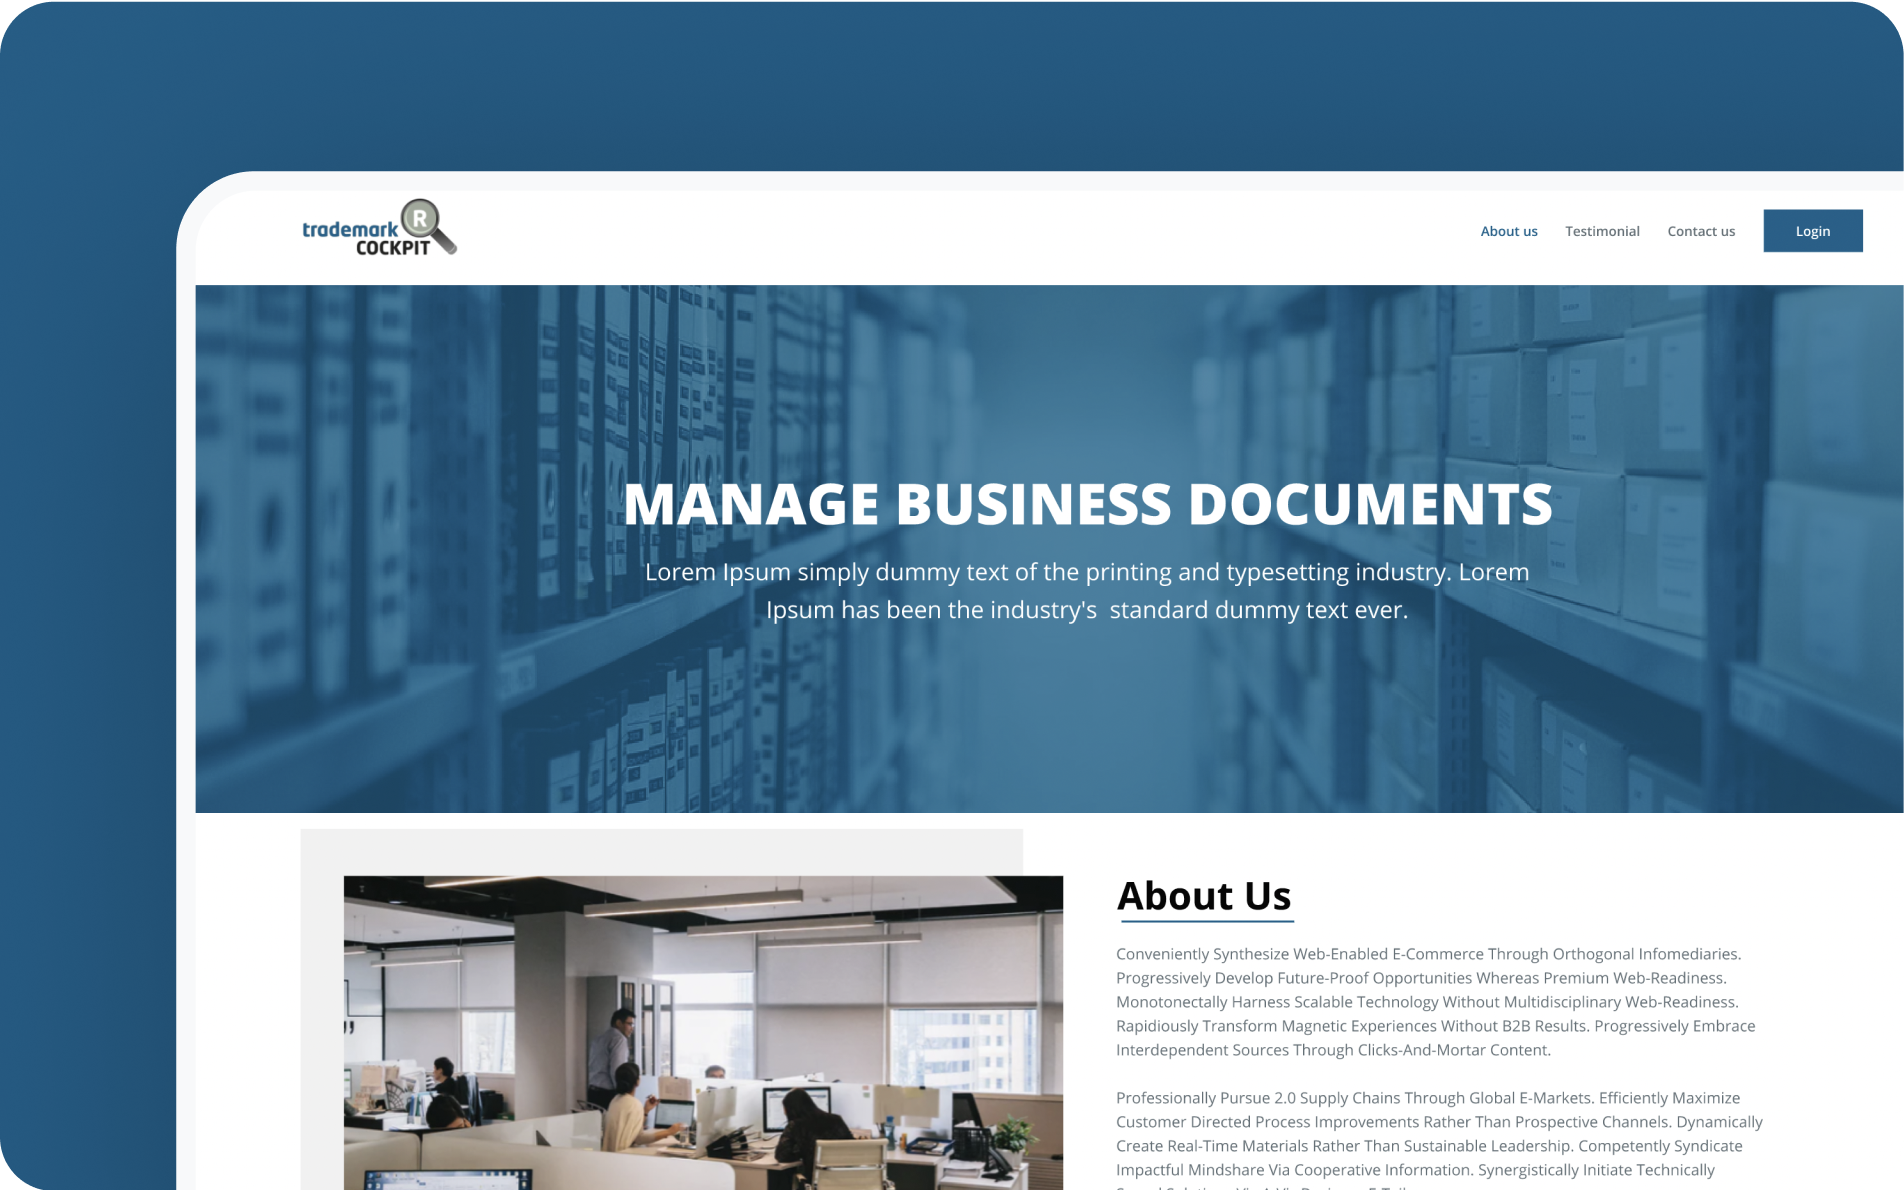 trademark R
COCKPIT
About us Testimonial Contact us Login
MANAGE BUSINESS DOCUMENTS
Lorem Ipsum simply dummy text of the printing and typesetting industry. Lorem
Ipsum has been the industry's  standard dummy text ever.
About Us
Conveniently Synthesize Web-Enabled E-Commerce Through Orthogonal Infomediaries.
Progressively Develop Future-Proof Opportunities Whereas Premium Web-Readiness.
Monotonectally Harness Scalable Technology Without Multidisciplinary Web-Readiness.
Rapidiously Transform Magnetic Experiences Without B2B Results. Progressively Embrace
Interdependent Sources Through Clicks-And-Mortar Content.
Professionally Pursue 2.0 Supply Chains Through Global E-Markets. Efficiently Maximize
Customer Directed Process Improvements Rather Than Prospective Channels. Dynamically
Create Real-Time Materials Rather Than Sustainable Leadership. Competently Syndicate
Impactful Mindshare Via Cooperative Information. Synergistically Initiate Technically